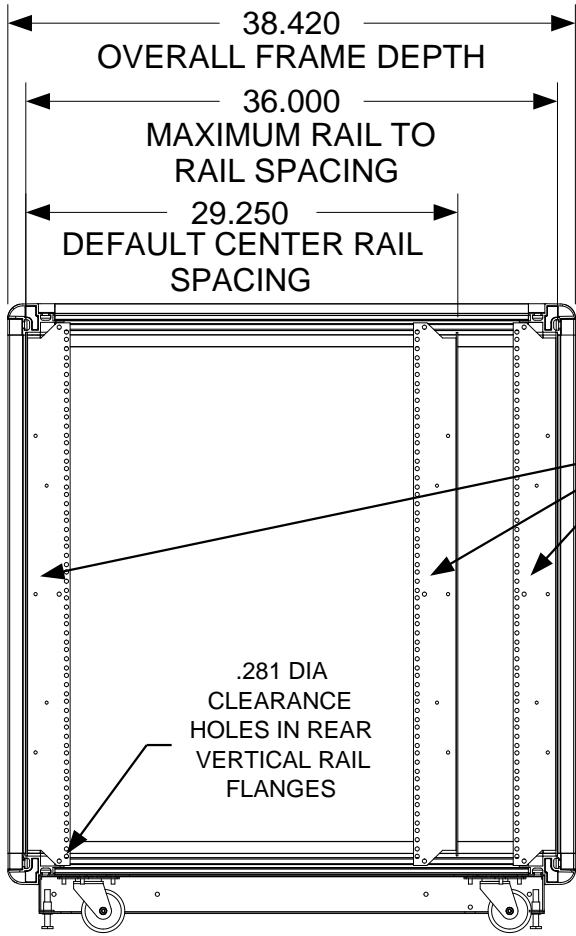 38.420
OVERALL FRAME DEPTH
36.000
MAXIMUM RAIL TO
RAIL SPACING
29.250
DEFAULT CENTER RAIL
SPACING
.281 DIA
CLEARANCE
HOLES IN REAR
VERTICAL RAIL
FLANGES